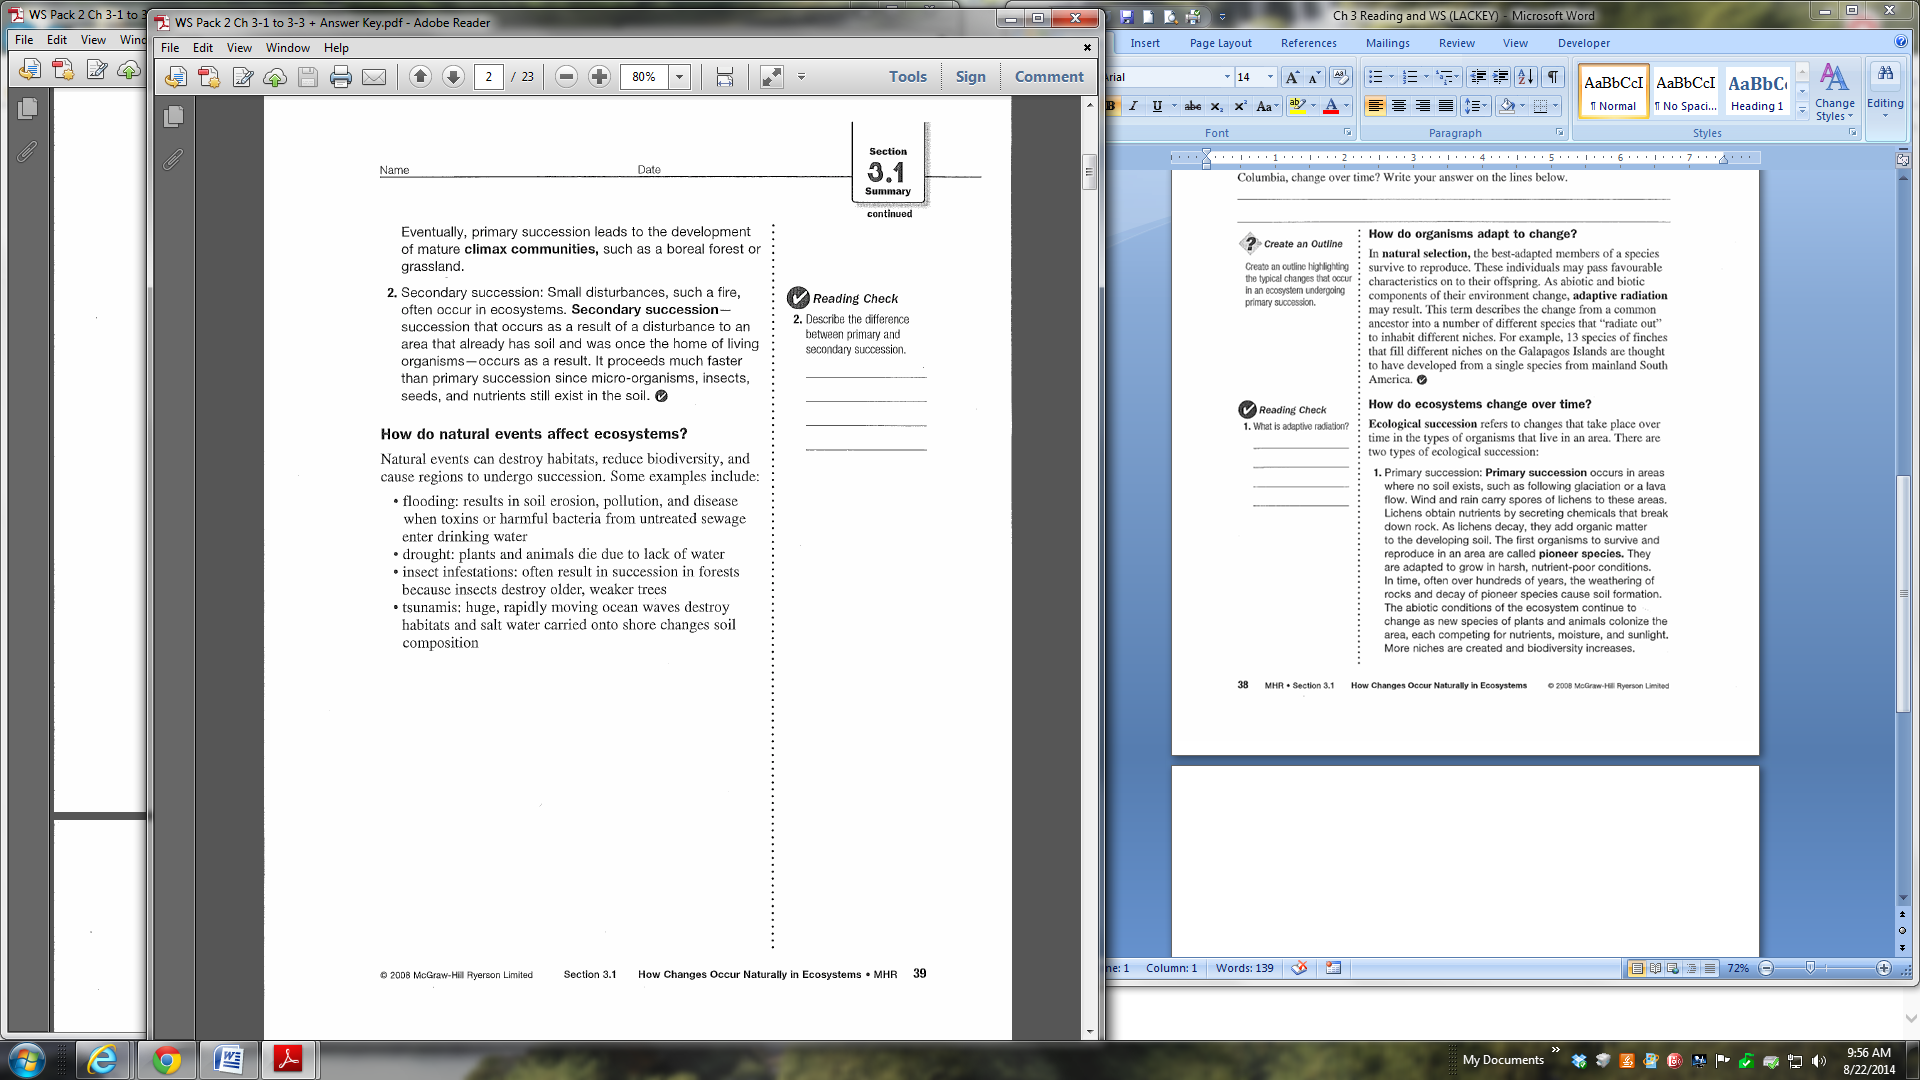 WS Pack 2 Ch 3-1 to 3
File Edit View Wind
WS Pack 2 Ch 3-1 to 3-3 + Answer Key.pdf - Adobe Reader
File Edit View Window Help
2 / 23 80% Tools Sign Comment
Section
3.1
Summary
Name Date
continued
Eventually, primary succession leads to the development
of mature climax communities, such as a boreal forest or
grassland.
2. Secondary succession: Small disturbances, such a fire,
often occur in ecosystems. Secondary succession—
succession that occurs as a result of a disturbance to an
area that already has soil and was once the home of living
organisms—occurs as a result. It proceeds much faster
than primary succession since micro-organisms, insects,
seeds, and nutrients still exist in the soil.
Reading Check
2. Describe the difference
between primary and
secondary succession.
How do natural events affect ecosystems?
Natural events can destroy habitats, reduce biodiversity, and
cause regions to undergo succession. Some examples include:
• flooding: results in soil erosion, pollution, and disease
when toxins or harmful bacteria from untreated sewage
enter drinking water
• drought: plants and animals die due to lack of water
• insect infestations: often result in succession in forests
because insects destroy older, weaker trees
• tsunamis: huge, rapidly moving ocean waves destroy
habitats and salt water carried onto shore changes soil
composition
© 2008 McGraw-Hill Ryerson Limited Section 3.1 How Changes Occur Naturally in Ecosystems • MHR 39
Ch 3 Reading and WS (LACKEY) - Microsoft Word
Insert Page Layout References Mailings Review View Developer
rial 14
AaBbCcI AaBbCcI AaBbCc
¶ Normal ¶ No Spaci... Heading 1
Change
Styles
Editing
Font Paragraph Styles
1 2 3 4 5 6 7
Columbia, change over time? Write your answer on the lines below.
Create an Outline
Create an outline highlighting
the typical changes that occur
in an ecosystem undergoing
primary succession.
How do organisms adapt to change?
In natural selection, the best-adapted members of a species
survive to reproduce. These individuals may pass favourable
characteristics on to their offspring. As abiotic and biotic
components of their environment change, adaptive radiation
may result. This term describes the change from a common
ancestor into a number of different species that “radiate out”
to inhabit different niches. For example, 13 species of finches
that fill different niches on the Galapagos Islands are thought
to have developed from a single species from mainland South
America.
Reading Check
1. What is adaptive radiation?
How do ecosystems change over time?
Ecological succession refers to changes that take place over
time in the types of organisms that live in an area. There are
two types of ecological succession:
1. Primary succession: Primary succession occurs in areas
where no soil exists, such as following glaciation or a lava
flow. Wind and rain carry spores of lichens to these areas.
Lichens obtain nutrients by secreting chemicals that break
down rock. As lichens decay, they add organic matter
to the developing soil. The first organisms to survive and
reproduce in an area are called pioneer species. They
are adapted to grow in harsh, nutrient-poor conditions.
In time, often over hundreds of years, the weathering of
rocks and decay of pioneer species cause soil formation.
The abiotic conditions of the ecosystem continue to
change as new species of plants and animals colonize the
area, each competing for nutrients, moisture, and sunlight.
More niches are created and biodiversity increases.
38 MHR • Section 3.1 How Changes Occur Naturally in Ecosystems © 2008 McGraw-Hill Ryerson Limited
ne: 1 Column: 1 Words: 139 72%
My Documents
9:56 AM
8/22/2014